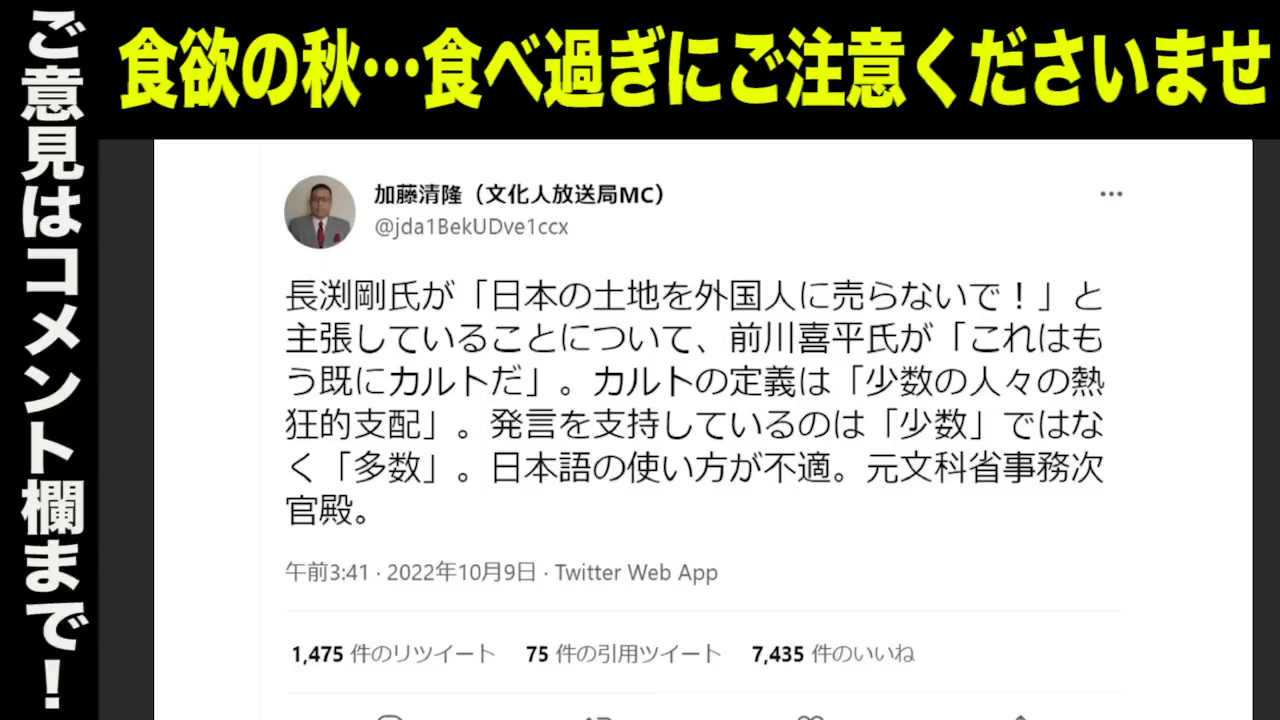 食欲の秋…食べ過ぎにご注意くださいませ
ご意見はコメント欄まで！
加藤清隆（文化人放送局MC）
@jda1BekUDve1ccx
長渕剛氏が「日本の土地を外国人に売らないで！」と
主張していることについて、前川喜平氏が「これはも
う既にカルトだ」。カルトの定義は「少数の人々の熱
狂的支配」。発言を支持しているのは「少数」ではな
く「多数」。日本語の使い方が不適。元文科省事務次
官殿。
午前3:41 · 2022年10月9日 · Twitter Web App
1,475 件のリツイート 75 件の引用ツイート 7,435 件のいいね